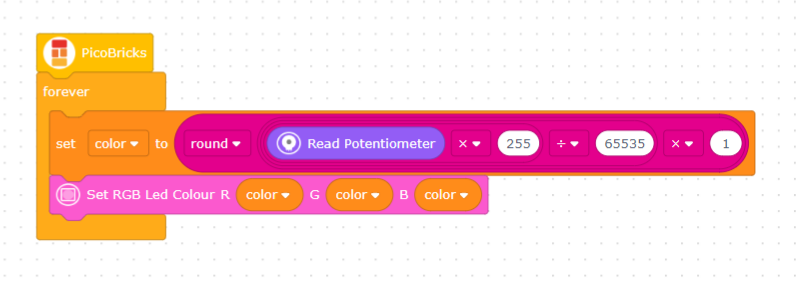 PicoBricks
forever
set color to round Read Potentiometer × 255 ÷ 65535 × 1
Set RGB Led Colour R color G color B color